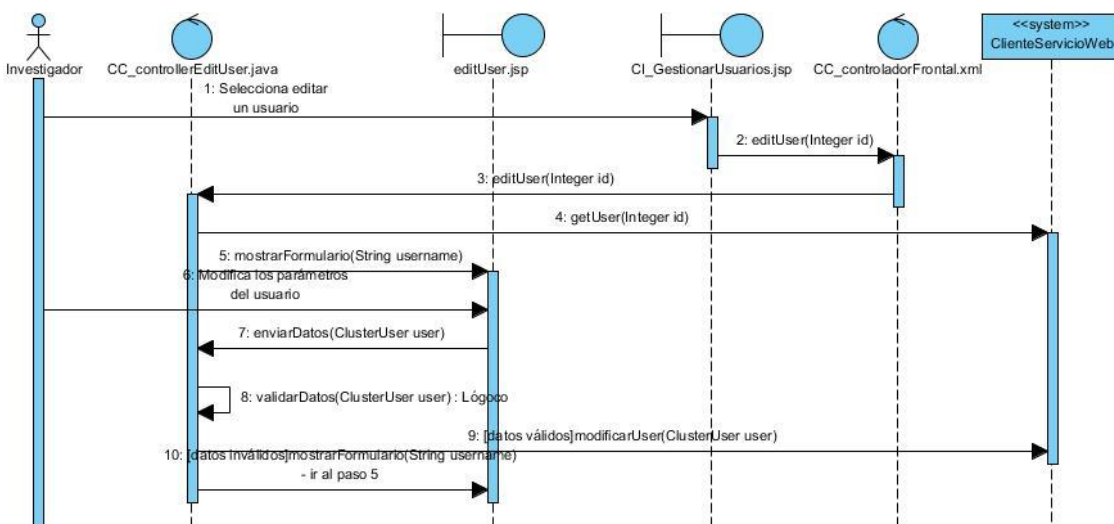 <<system>>
ClienteServicioWeb
Investigador
CC_controllerEditUser.java
editUser.jsp
CI_GestionarUsuarios.jsp
CC_controladorFrontal.xml
1: Selecciona editar
un usuario
2: editUser(Integer id)
3: editUser(Integer id)
4: getUser(Integer id)
5: mostrarFormulario(String username)
6: Modifica los parámetros
del usuario
7: enviarDatos(ClusterUser user)
8: validarDatos(ClusterUser user) : Lógoco
9: [datos válidos]modificarUser(ClusterUser user)
10: [datos inválidos]mostrarFormulario(String username)
- ir al paso 5